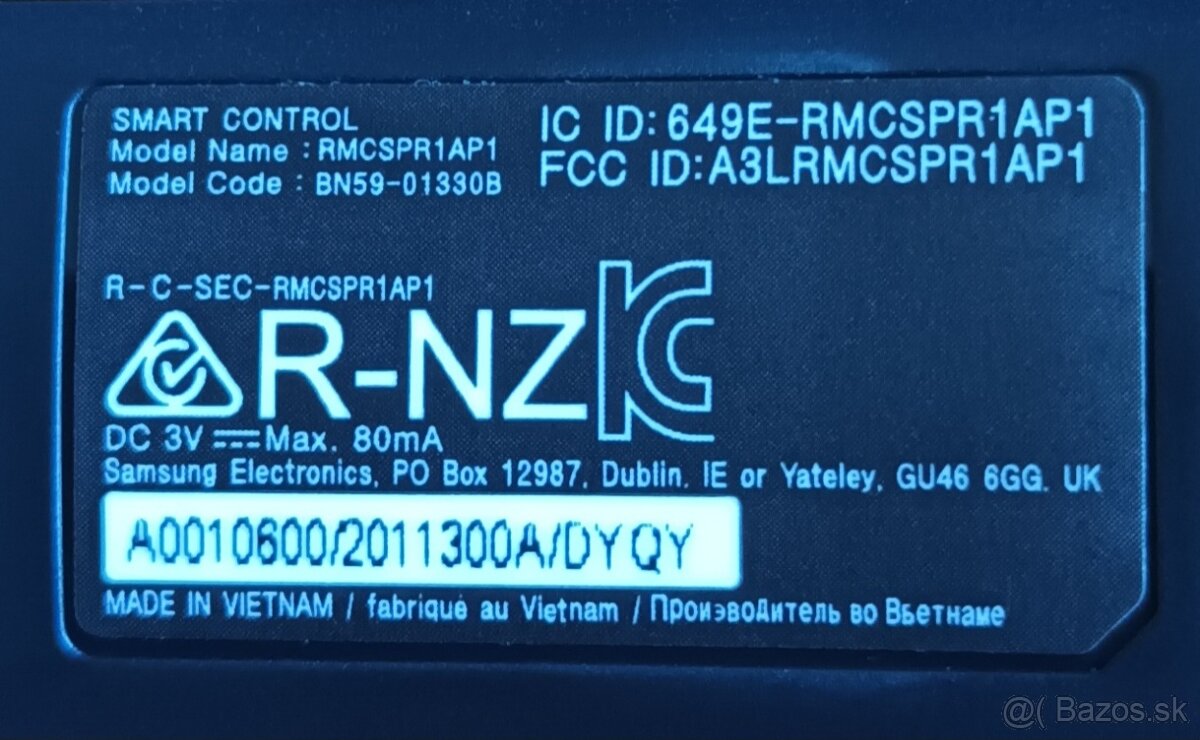 SMART CONTROL
Model Name : RMCSPR1AP1
Model Code : BN59-01330B
IC ID: 649E-RMCSPR1AP1
FCC ID: A3LRMCSPR1AP1
R-C-SEC-RMCSPR1AP1
R-NZ
DC 3V Max. 80mA
Samsung Electronics, PO Box 12987, Dublin. IE or Yateley, GU46 6GG. UK
A0010600/2011300A/DYQY
MADE IN VIETNAM / fabriqué au Vietnam / Произвоdитель во Вьетнаме
@( Bazos.sk